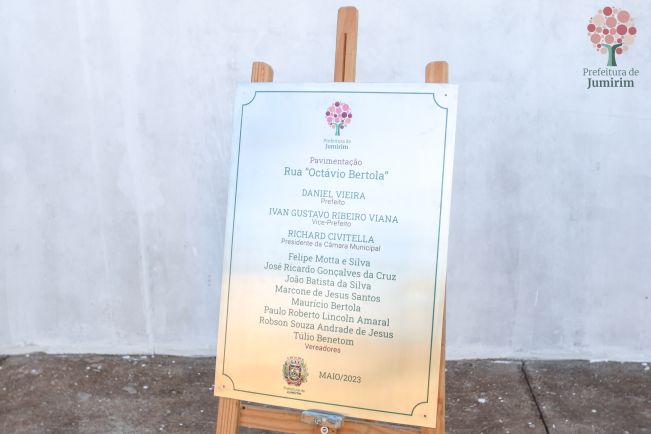 Prefeitura de
Jumirim
Prefeitura de
Jumirim
Pavimentação
Rua "Octávio Bertola"
DANIEL VIEIRA
Prefeito
IVAN GUSTAVO RIBEIRO VIANA
Vice-Prefeito
RICHARD CIVITELLA
Presidente da Câmara Municipal
Felipe Motta e Silva
José Ricardo Gonçalves da Cruz
João Batista da Silva
Marcone de Jesus Santos
Maurício Bertola
Paulo Roberto Lincoln Amaral
Robson Souza Andrade de Jesus
Túlio Benetom
Vereadores
Prefeitura de
JUMIRIM
MAIO/2023